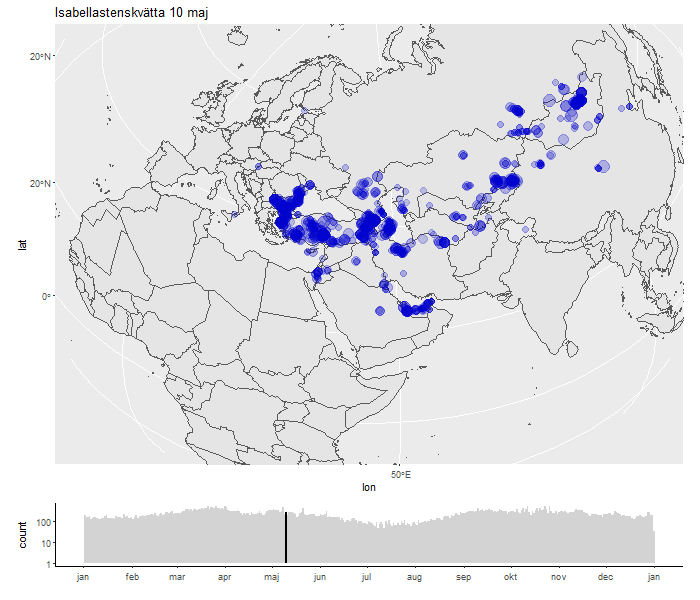 Isabellastenskvätta 10 maj
20°N
20°N
0°
lat
50°E
lon
count
100
10
1
jan feb mar apr maj jun jul aug sep okt nov dec jan